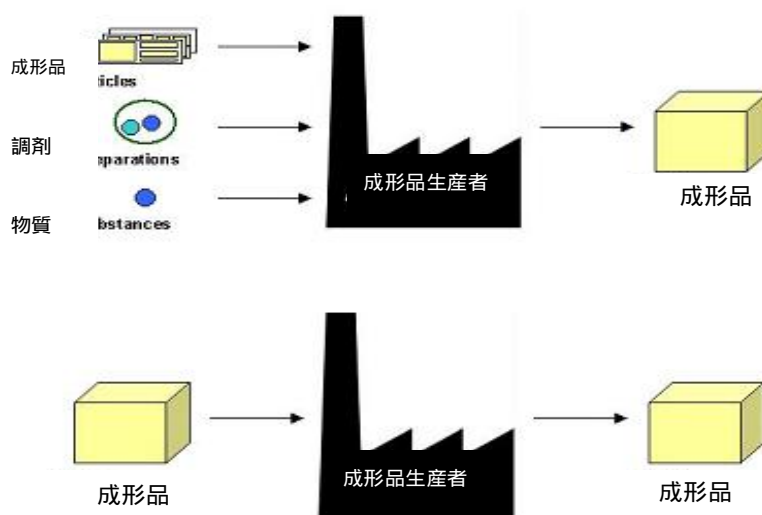 成形品
ticles
調剤
eparations
成形品生産者
成形品
物質
bstances
成形品生産者
成形品
成形品